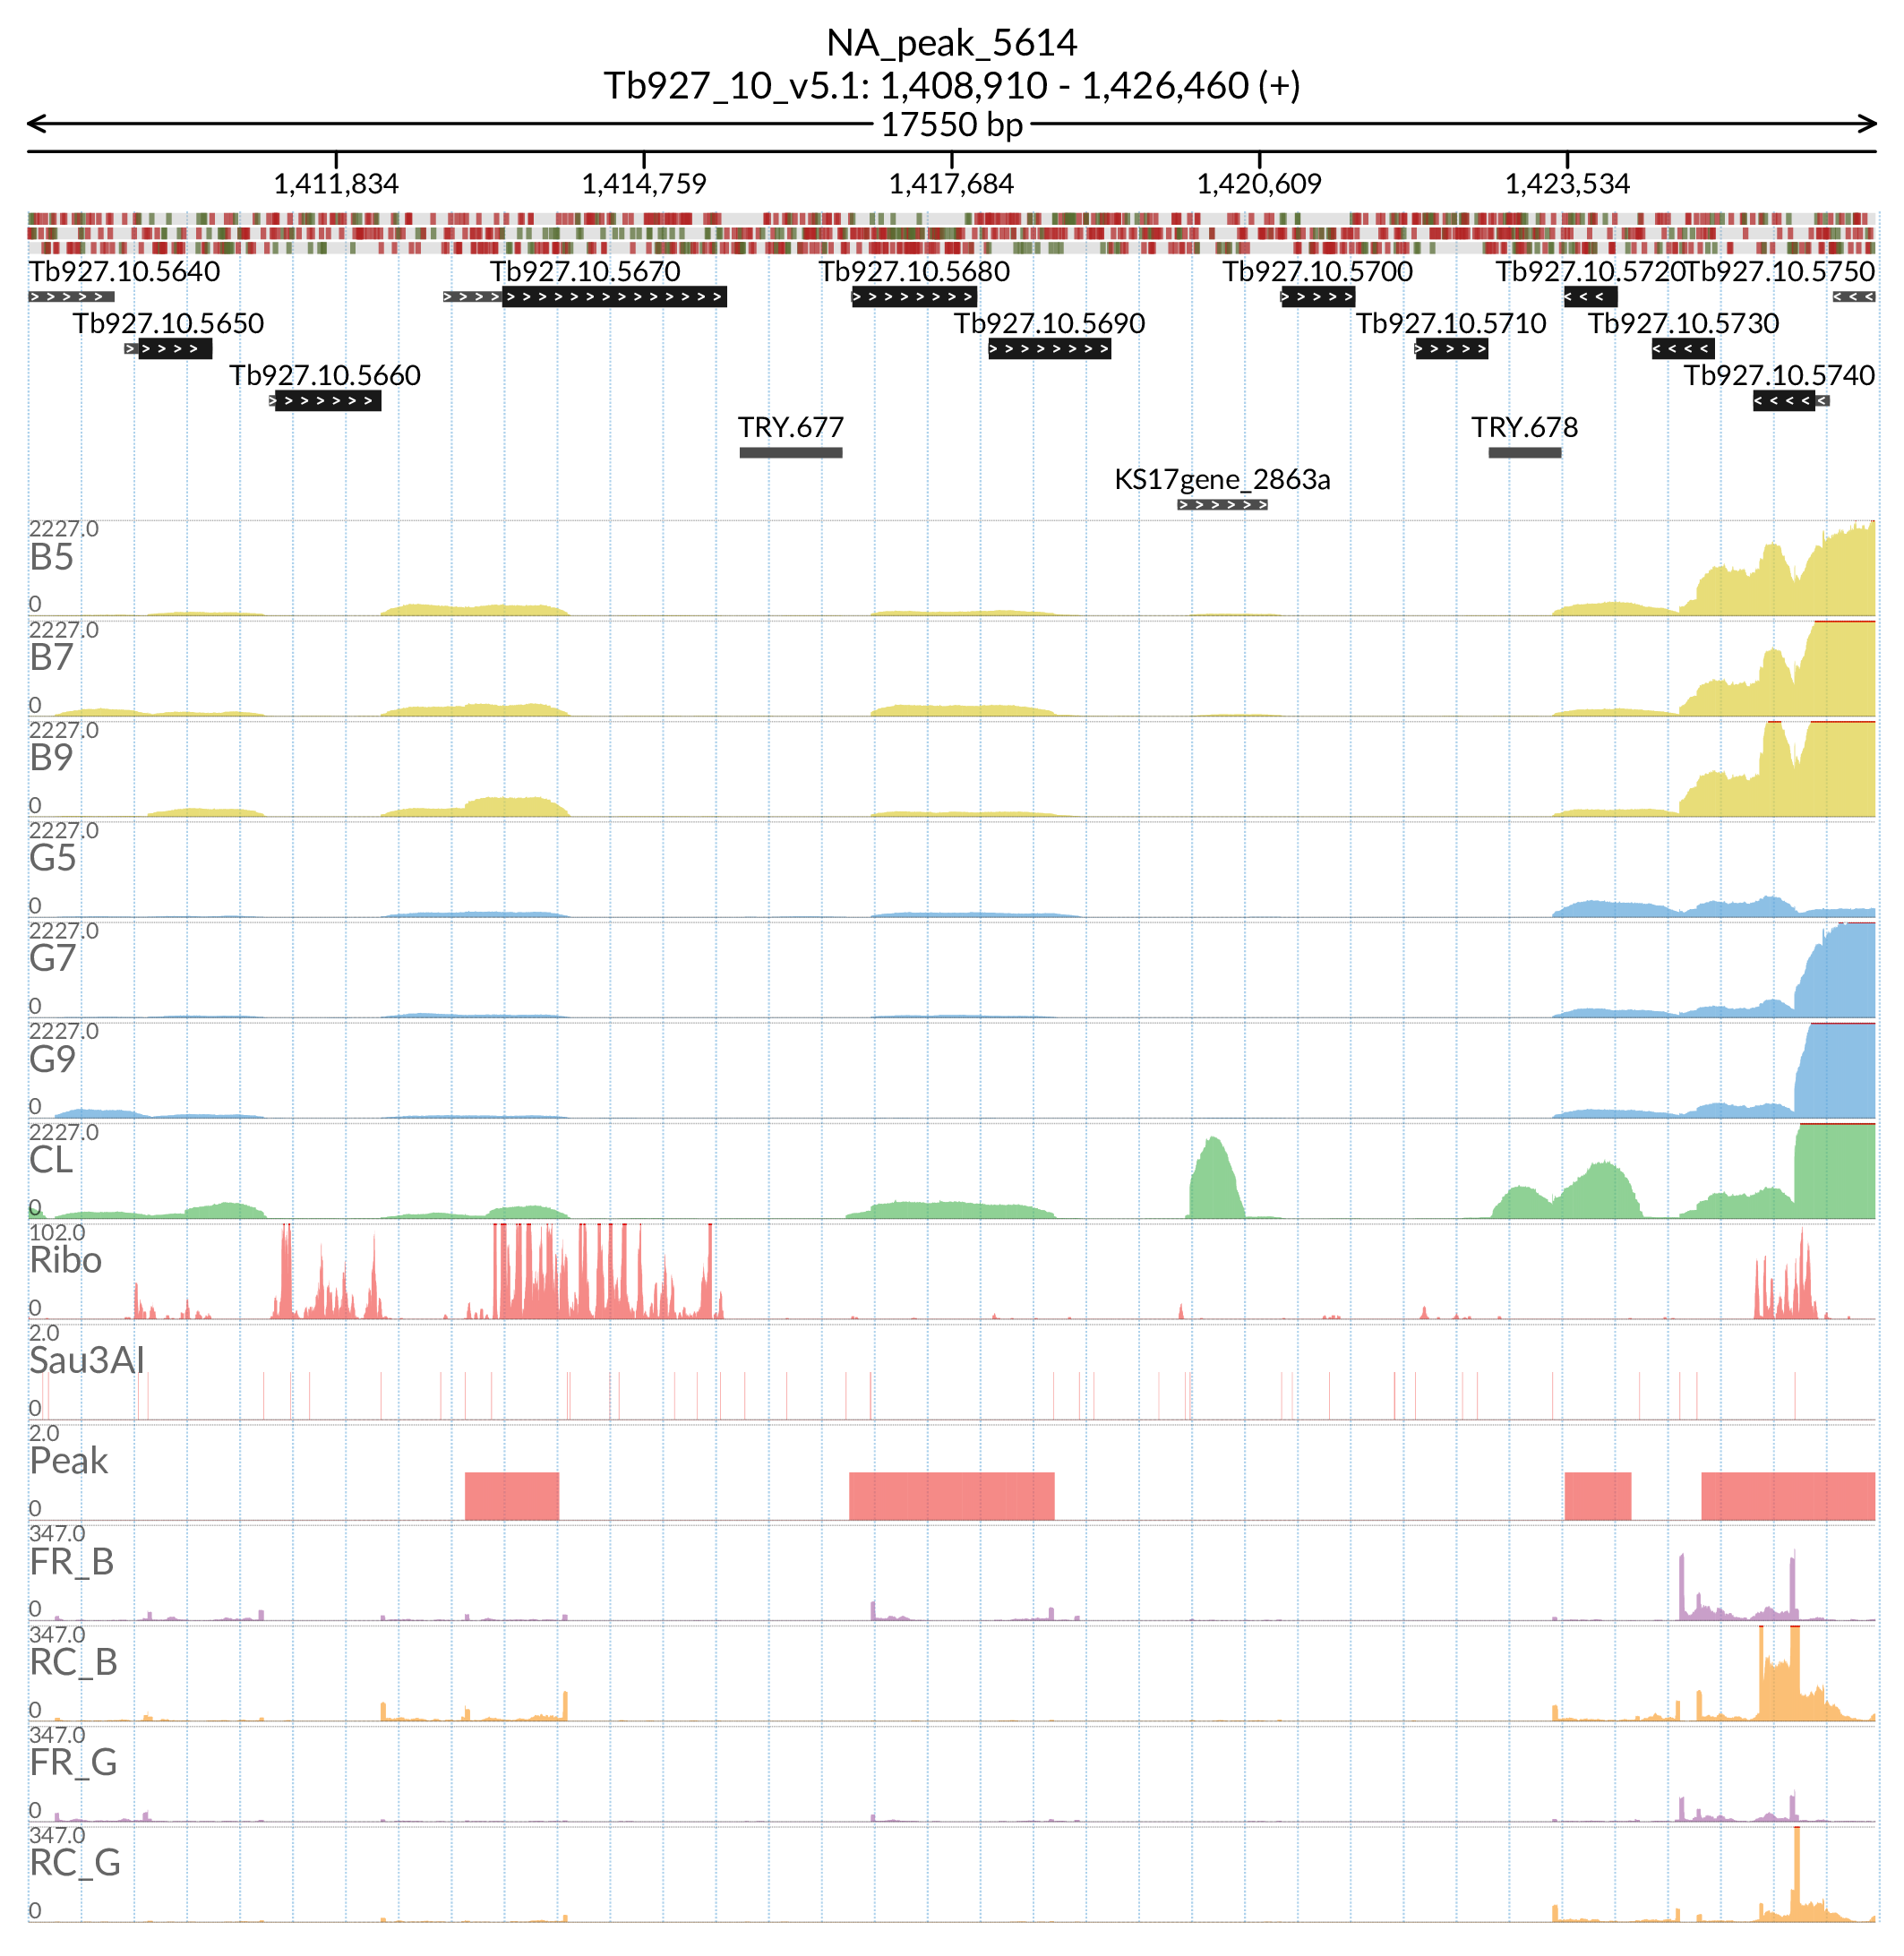 NA_peak_5614
Tb927_10_v5.1: 1,408,910 - 1,426,460 (+)
17550 bp
1,411,834 1,414,759 1,417,684 1,420,609 1,423,534
Tb927.10.5640 Tb927.10.5670 Tb927.10.5680 Tb927.10.5700 Tb927.10.5720 Tb927.10.5750
Tb927.10.5650 Tb927.10.5690 Tb927.10.5710 Tb927.10.5730
Tb927.10.5660 Tb927.10.5740
TRY.677 TRY.678
KS17gene_2863a
2227.0
B5
0
2227.0
B7
0
2227.0
B9
0
2227.0
G5
0
2227.0
G7
0
2227.0
G9
0
2227.0
CL
0
102.0
Ribo
0
2.0
Sau3AI
0
2.0
Peak
0
347.0
FR_B
0
347.0
RC_B
0
347.0
FR_G
0
347.0
RC_G
0